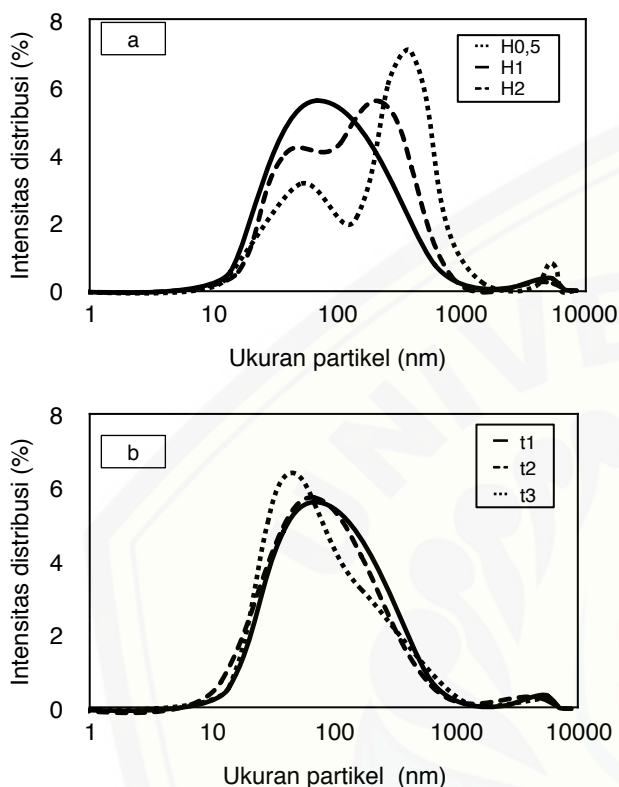 a
H0,5
H1
H2
Intensitas distribusi (%)
8
6
4
2
0
1 10 100 1000 10000
Ukuran partikel (nm)
b
t1
t2
t3
Intensitas distribusi (%)
8
6
4
2
0
1 10 100 1000 10000
Ukuran partikel (nm)
UNIVE